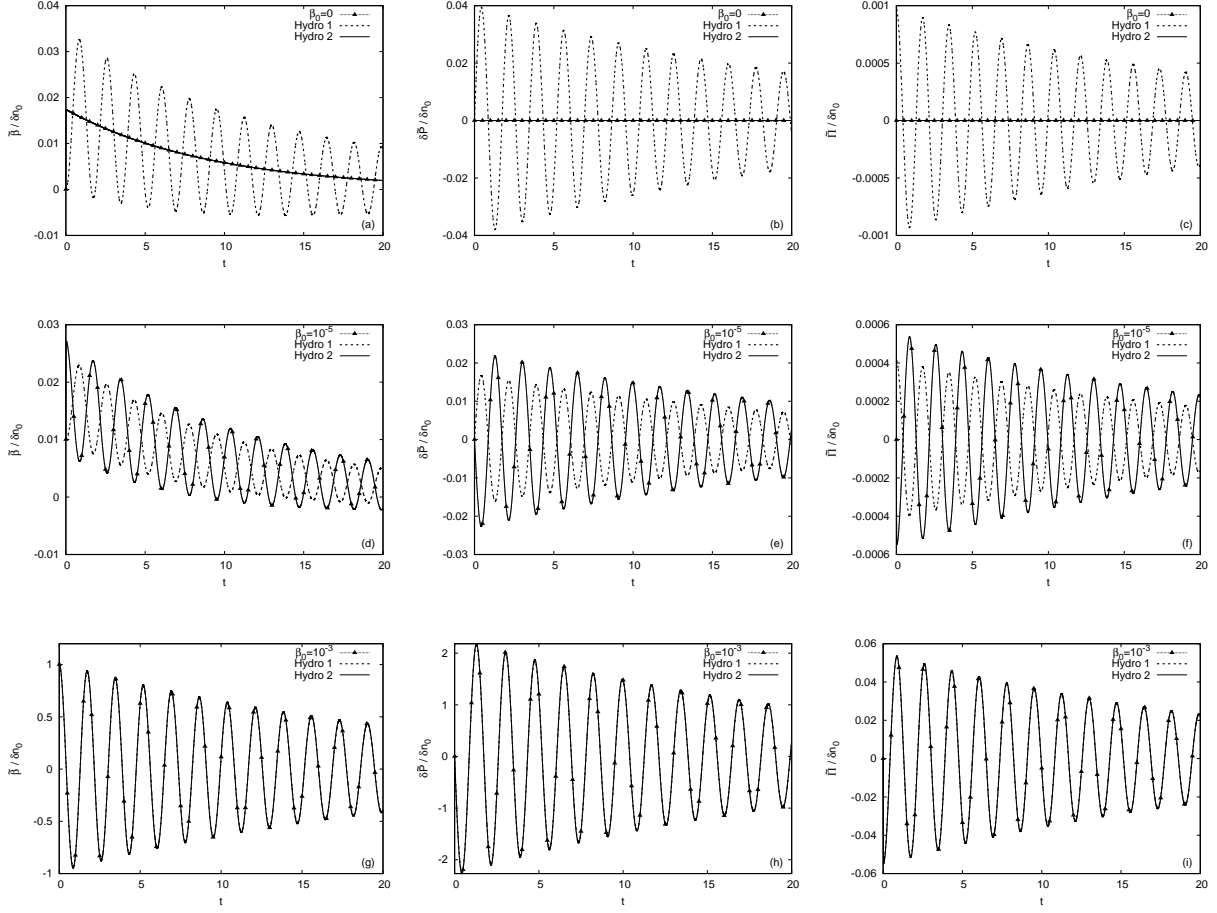 β̃ / δn₀
0.04
0.03
0.02
0.01
0
-0.01
β₀=0
Hydro 1
Hydro 2
(a)
0 5 10 15 20
t
δP̃ / δn₀
0.04
0.02
0
-0.02
-0.04
β₀=0
Hydro 1
Hydro 2
(b)
0 5 10 15 20
t
Π̃ / δn₀
0.001
0.0005
0
-0.0005
-0.001
β₀=0
Hydro 1
Hydro 2
(c)
0 5 10 15 20
t
β̃ / δn₀
0.03
0.02
0.01
0
-0.01
β₀=10⁻⁵
Hydro 1
Hydro 2
(d)
0 5 10 15 20
t
δP̃ / δn₀
0.03
0.02
0.01
0
-0.01
-0.02
-0.03
β₀=10⁻⁵
Hydro 1
Hydro 2
(e)
0 5 10 15 20
t
Π̃ / δn₀
0.0006
0.0004
0.0002
0
-0.0002
-0.0004
-0.0006
β₀=10⁻⁵
Hydro 1
Hydro 2
(f)
0 5 10 15 20
t
β̃ / δn₀
1
0.5
0
-0.5
-1
β₀=10⁻³
Hydro 1
Hydro 2
(g)
0 5 10 15 20
t
δP̃ / δn₀
2
1
0
-1
-2
β₀=10⁻³
Hydro 1
Hydro 2
(h)
0 5 10 15 20
t
Π̃ / δn₀
0.06
0.04
0.02
0
-0.02
-0.04
-0.06
β₀=10⁻³
Hydro 1
Hydro 2
(i)
0 5 10 15 20
t